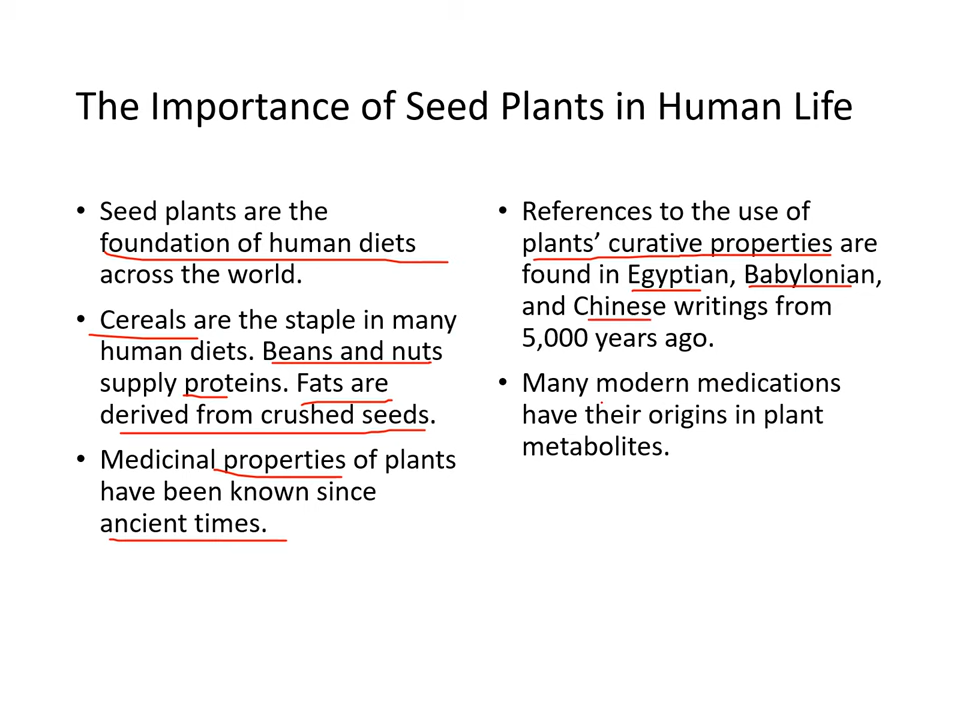 The Importance of Seed Plants in Human Life
• Seed plants are the
foundation of human diets
across the world.
• Cereals are the staple in many
human diets. Beans and nuts
supply proteins. Fats are
derived from crushed seeds.
• Medicinal properties of plants
have been known since
ancient times.
• References to the use of
plants’ curative properties are
found in Egyptian, Babylonian,
and Chinese writings from
5,000 years ago.
• Many modern medications
have their origins in plant
metabolites.